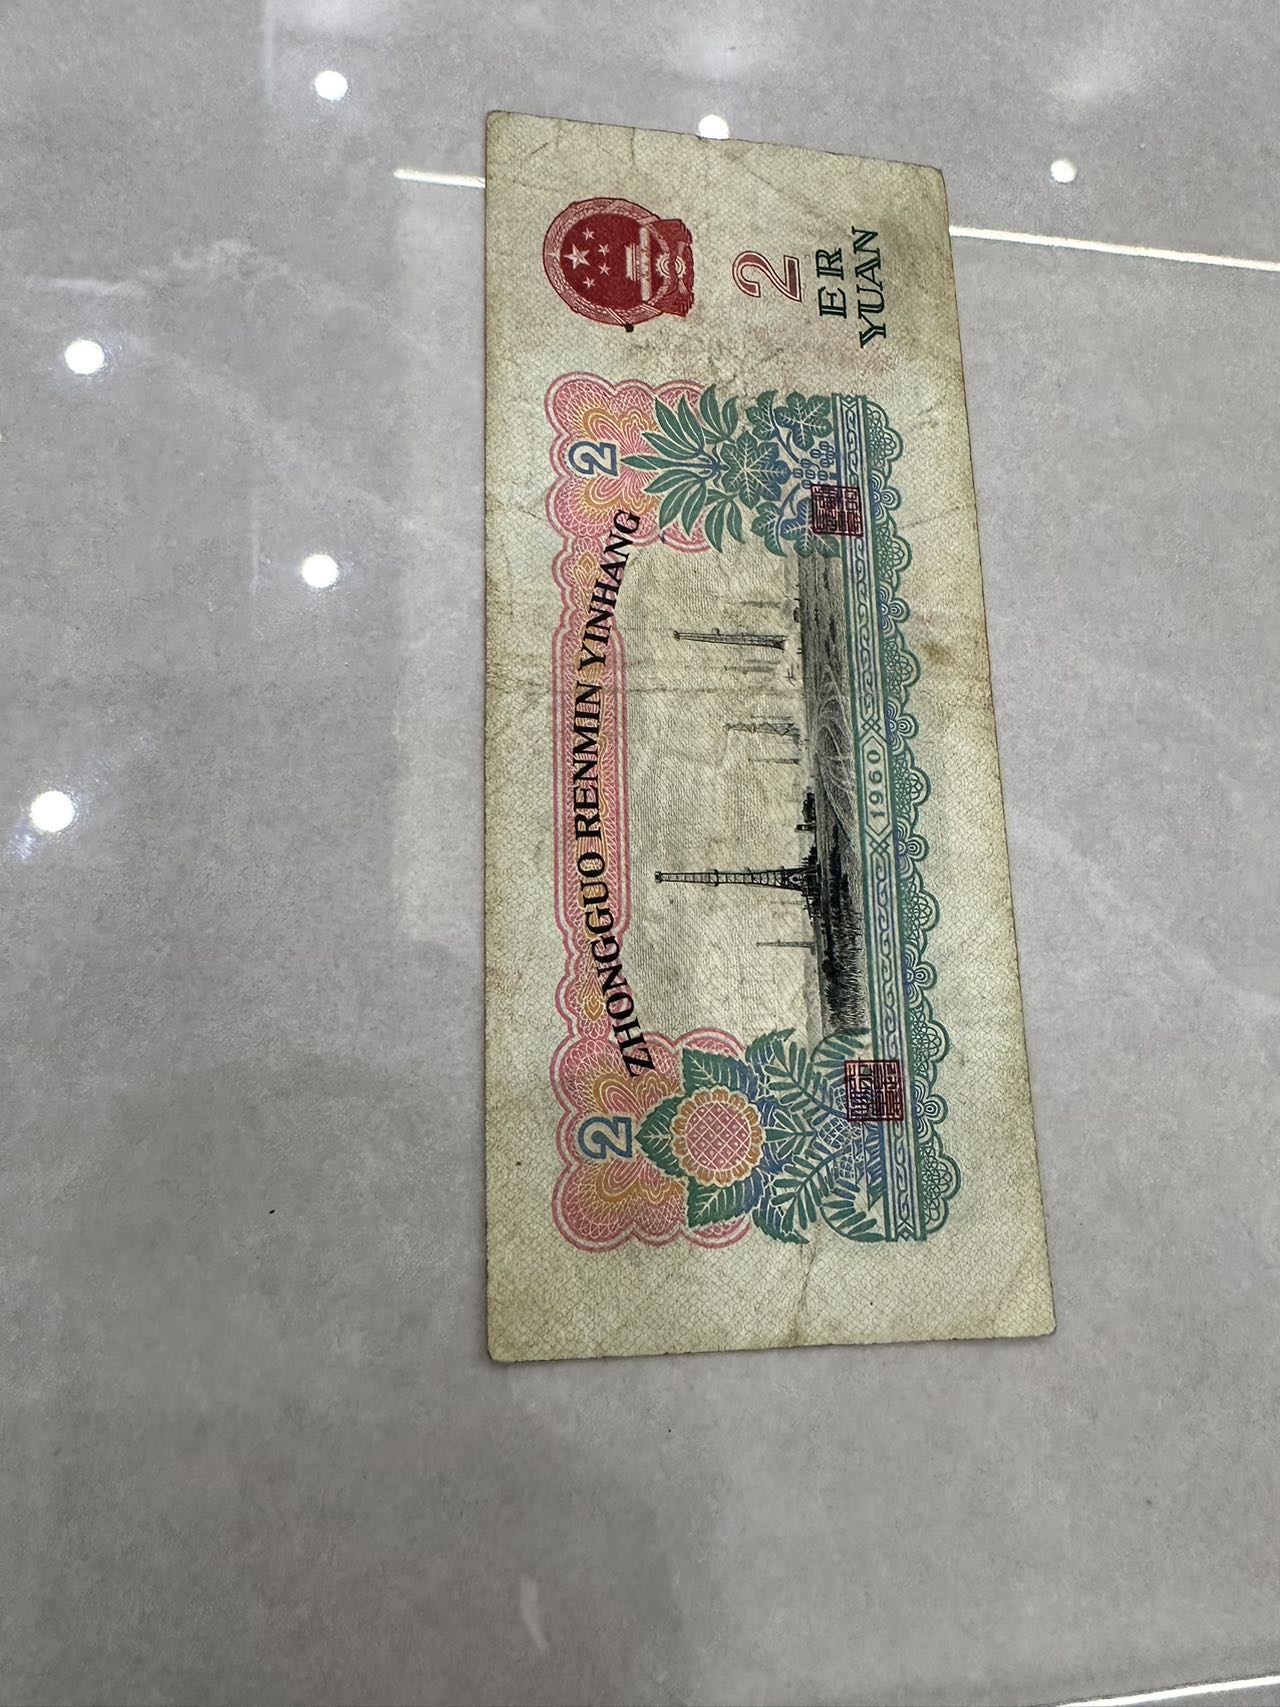 ZHONGGUO RENMIN YINHANG
2
2
2
ER
YUAN
1960